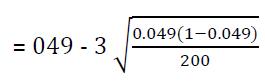 = 049 - 3 √(0.049(1−0.049)/200)